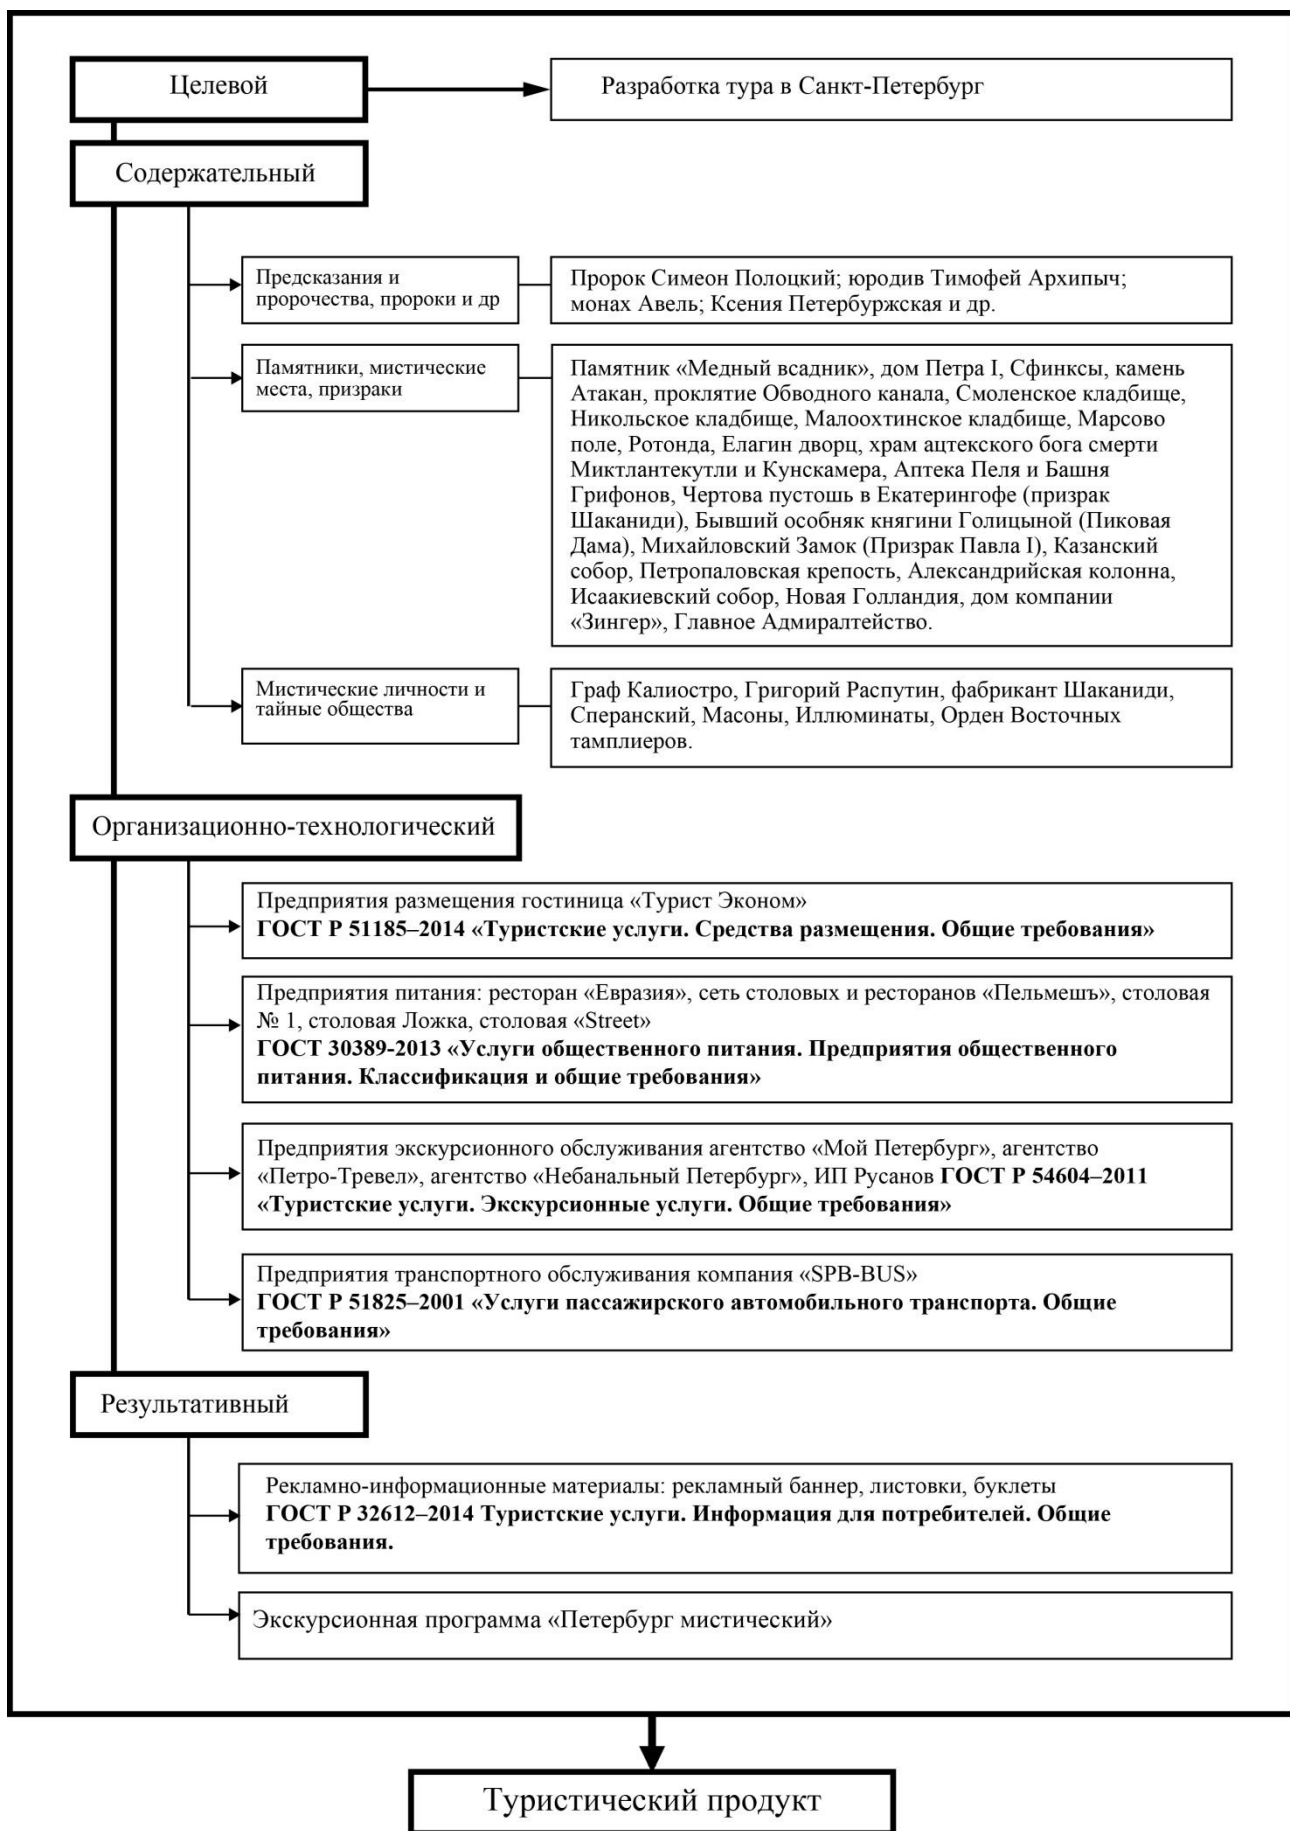 Целевой
Разработка тура в Санкт-Петербург
Содержательный
Предсказания и
пророчества, пророки и др
Пророк Симеон Полоцкий; юродив Тимофей Архипыч;
монах Авель; Ксения Петербуржская и др.
Памятники, мистические
места, призраки
Памятник «Медный всадник», дом Петра I, Сфинксы, камень
Атакан, проклятие Обводного канала, Смоленское кладбище,
Никольское кладбище, Малоохтинское кладбище, Марсово
поле, Ротонда, Елагин дворец, храм ацтекского бога смерти
Миктлантекутли и Кунскамера, Аптека Пеля и Башня
Грифонов, Чертова пустошь в Екатерингофе (призрак
Шаканиди), Бывший особняк княгини Голицыной (Пиковая
Дама), Михайловский Замок (Призрак Павла I), Казанский
собор, Петропаловская крепость, Александрийская колонна,
Исаакиевский собор, Новая Голландия, дом компании
«Зингер», Главное Адмиралтейство.
Мистические личности и
тайные общества
Граф Калиостро, Григорий Распутин, фабрикант Шаканиди,
Сперанский, Масоны, Иллюминаты, Орден Восточных
тамплиеров.
Организационно-технологический
Предприятия размещения гостиница «Турист Эконом»
ГОСТ Р 51185–2014 «Туристские услуги. Средства размещения. Общие требования»
Предприятия питания: ресторан «Евразия», сеть столовых и ресторанов «Пельмешъ», столовая
№ 1, столовая Ложка, столовая «Street»
ГОСТ 30389-2013 «Услуги общественного питания. Предприятия общественного
питания. Классификация и общие требования»
Предприятия экскурсионного обслуживания агентство «Мой Петербург», агентство
«Петро-Тревел», агентство «Небанальный Петербург», ИП Русанов ГОСТ Р 54604–2011
«Туристские услуги. Экскурсионные услуги. Общие требования»
Предприятия транспортного обслуживания компания «SPB-BUS»
ГОСТ Р 51825–2001 «Услуги пассажирского автомобильного транспорта. Общие
требования»
Результативный
Рекламно-информационные материалы: рекламный баннер, листовки, буклеты
ГОСТ Р 32612–2014 Туристские услуги. Информация для потребителей. Общие
требования.
Экскурсионная программа «Петербург мистический»
Туристический продукт